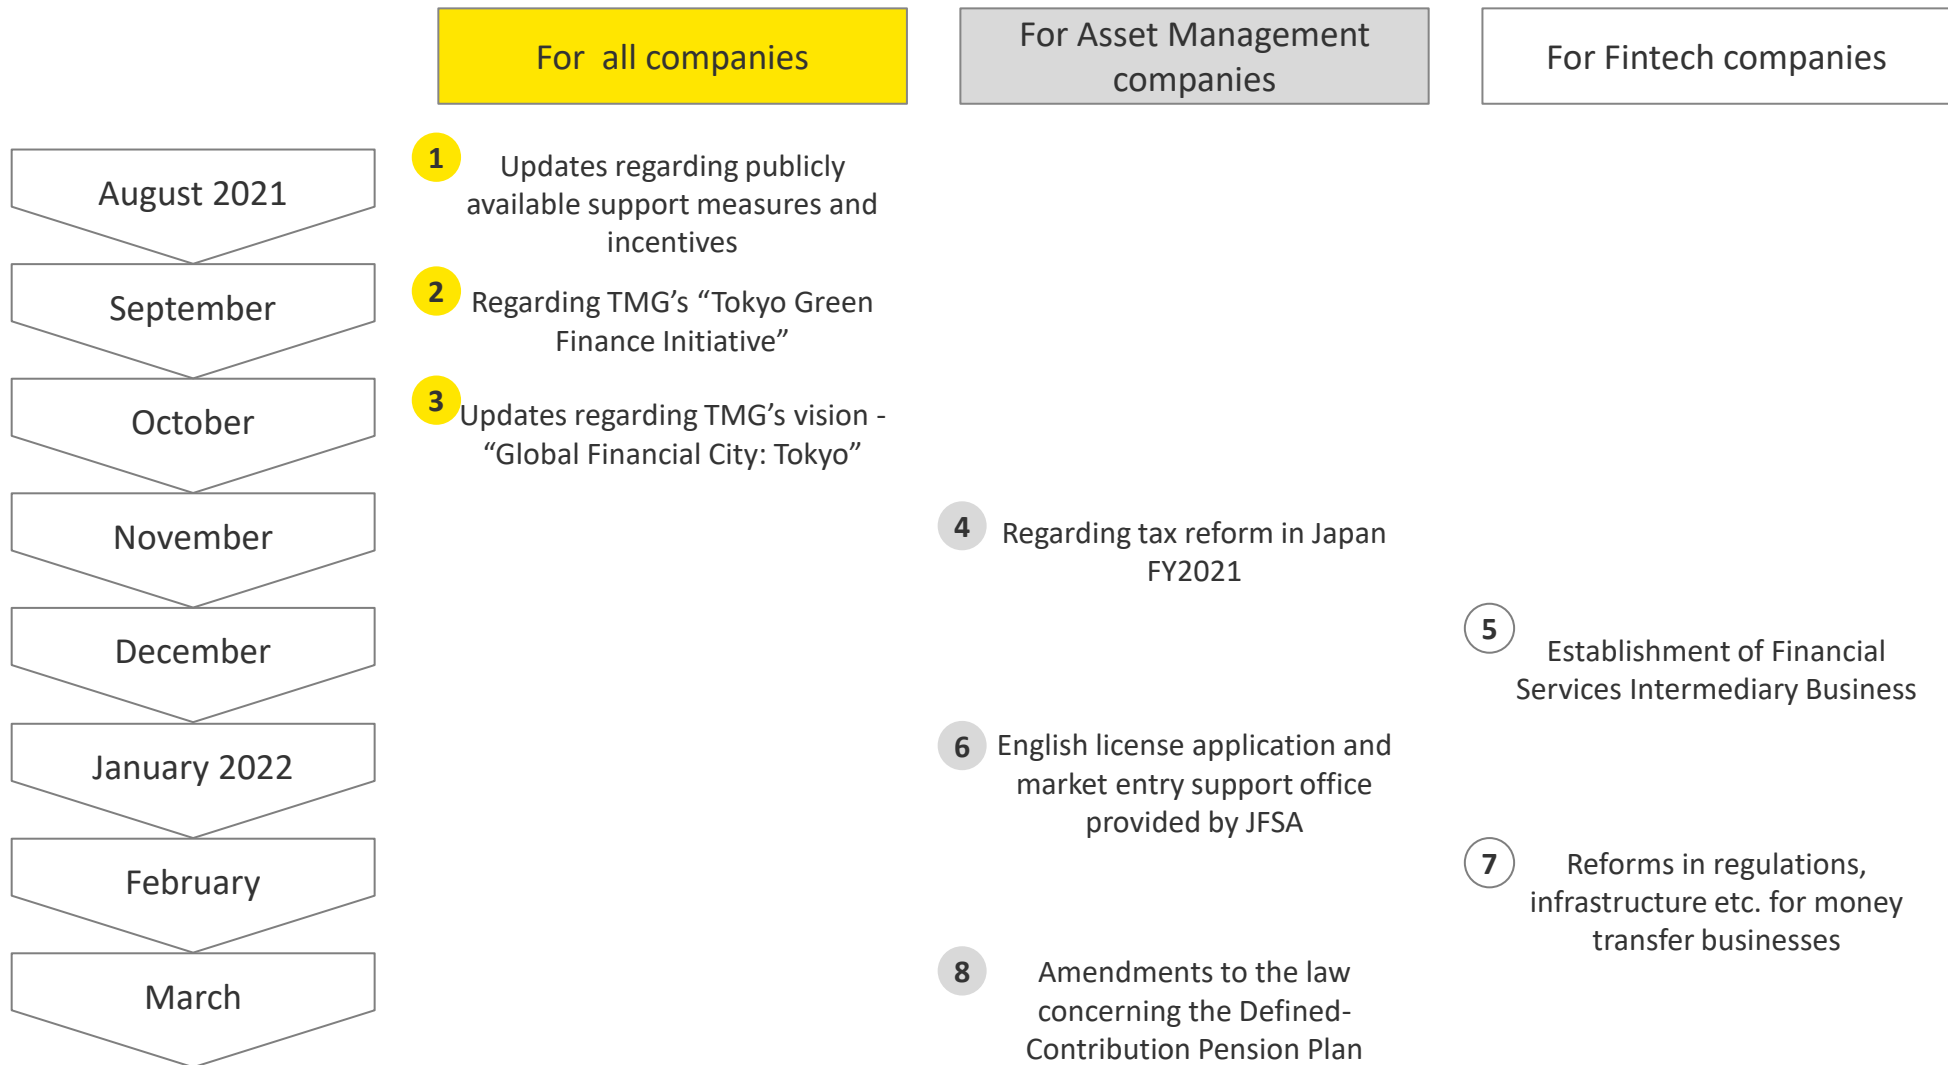 For all companies
For Asset Management
companies
For Fintech companies
August 2021
1
Updates regarding publicly
available support measures and
incentives
September
2
Regarding TMG’s “Tokyo Green
Finance Initiative”
October
3
Updates regarding TMG’s vision -
“Global Financial City: Tokyo”
November
4
Regarding tax reform in Japan
FY2021
December
5
Establishment of Financial
Services Intermediary Business
January 2022
6
English license application and
market entry support office
provided by JFSA
February
7
Reforms in regulations,
infrastructure etc. for money
transfer businesses
March
8
Amendments to the law
concerning the Defined-
Contribution Pension Plan